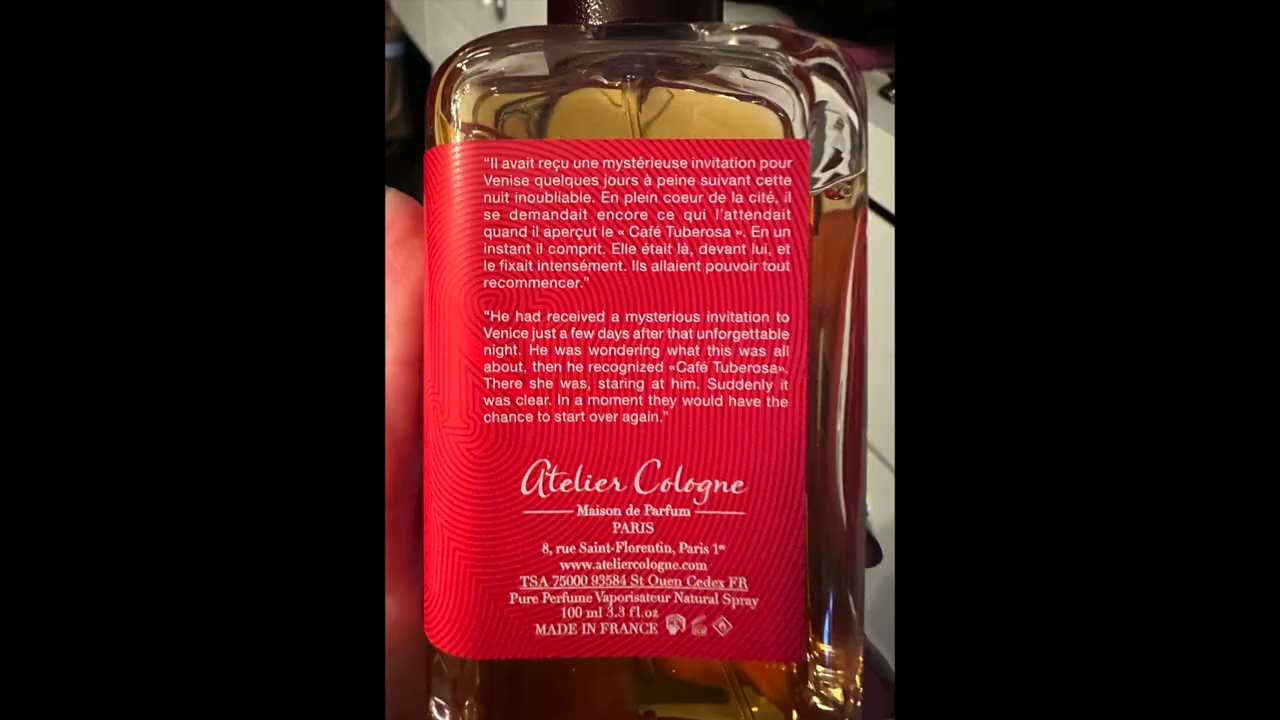 “Il avait reçu une mystérieuse invitation pour
Venise quelques jours à peine suivant cette
nuit inoubliable. En plein coeur de la cité, il
se demandait encore ce qui l’attendait
quand il aperçut le « Café Tuberosa ». En un
instant il comprit. Elle était là, devant lui, et
le fixait intensément. Ils allaient pouvoir tout
recommencer.”
“He had received a mysterious invitation to
Venice just a few days after that unforgettable
night. He was wondering what this was all
about, then he recognized «Café Tuberosa».
There she was, staring at him. Suddenly it
was clear. In a moment they would have the
chance to start over again.”
Atelier Cologne
Maison de Parfum
PARIS
8, rue Saint-Florentin, Paris 1er
www.ateliercologne.com
TSA 75000 93584 St Ouen Cedex FR
Pure Perfume Vaporisateur Natural Spray
100 ml 3.3 fl.oz
MADE IN FRANCE